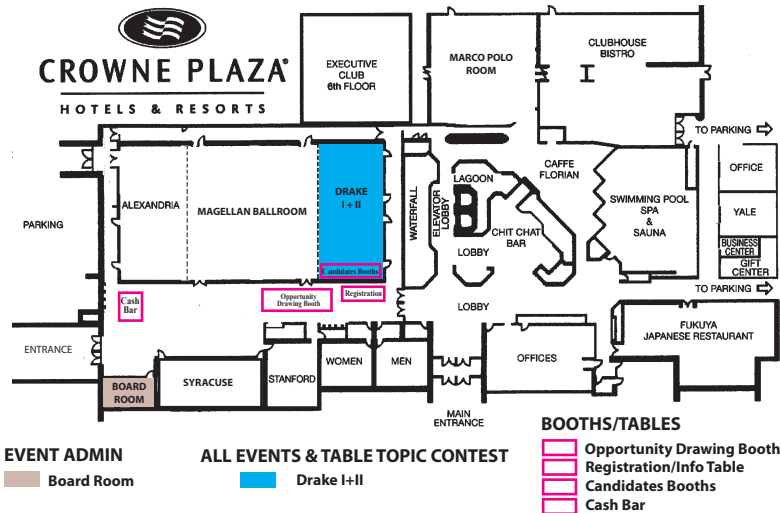 CROWNE PLAZA®
HOTELS & RESORTS
EXECUTIVE
CLUB
6th FLOOR
MARCO POLO
ROOM
CLUBHOUSE
BISTRO
TO PARKING
PARKING
ALEXANDRIA
MAGELLAN BALLROOM
DRAKE
I + II
Candidates Booths
WATERFALL
ELEVATOR
LOBBY
LAGOON
CAFFE
FLORIAN
CHIT CHAT
BAR
LOBBY
SWIMMING POOL
SPA
&
SAUNA
OFFICE
YALE
BUSINESS
CENTER
GIFT
CENTER
TO PARKING
Cash
Bar
Opportunity
Drawing Booth
Registration
LOBBY
ENTRANCE
BOARD
ROOM
SYRACUSE
STANFORD
WOMEN
MEN
OFFICES
FUKUYA
JAPANESE RESTAURANT
MAIN
ENTRANCE
EVENT ADMIN
Board Room
ALL EVENTS & TABLE TOPIC CONTEST
Drake I+II
BOOTHS/TABLES
Opportunity Drawing Booth
Registration/Info Table
Candidates Booths
Cash Bar